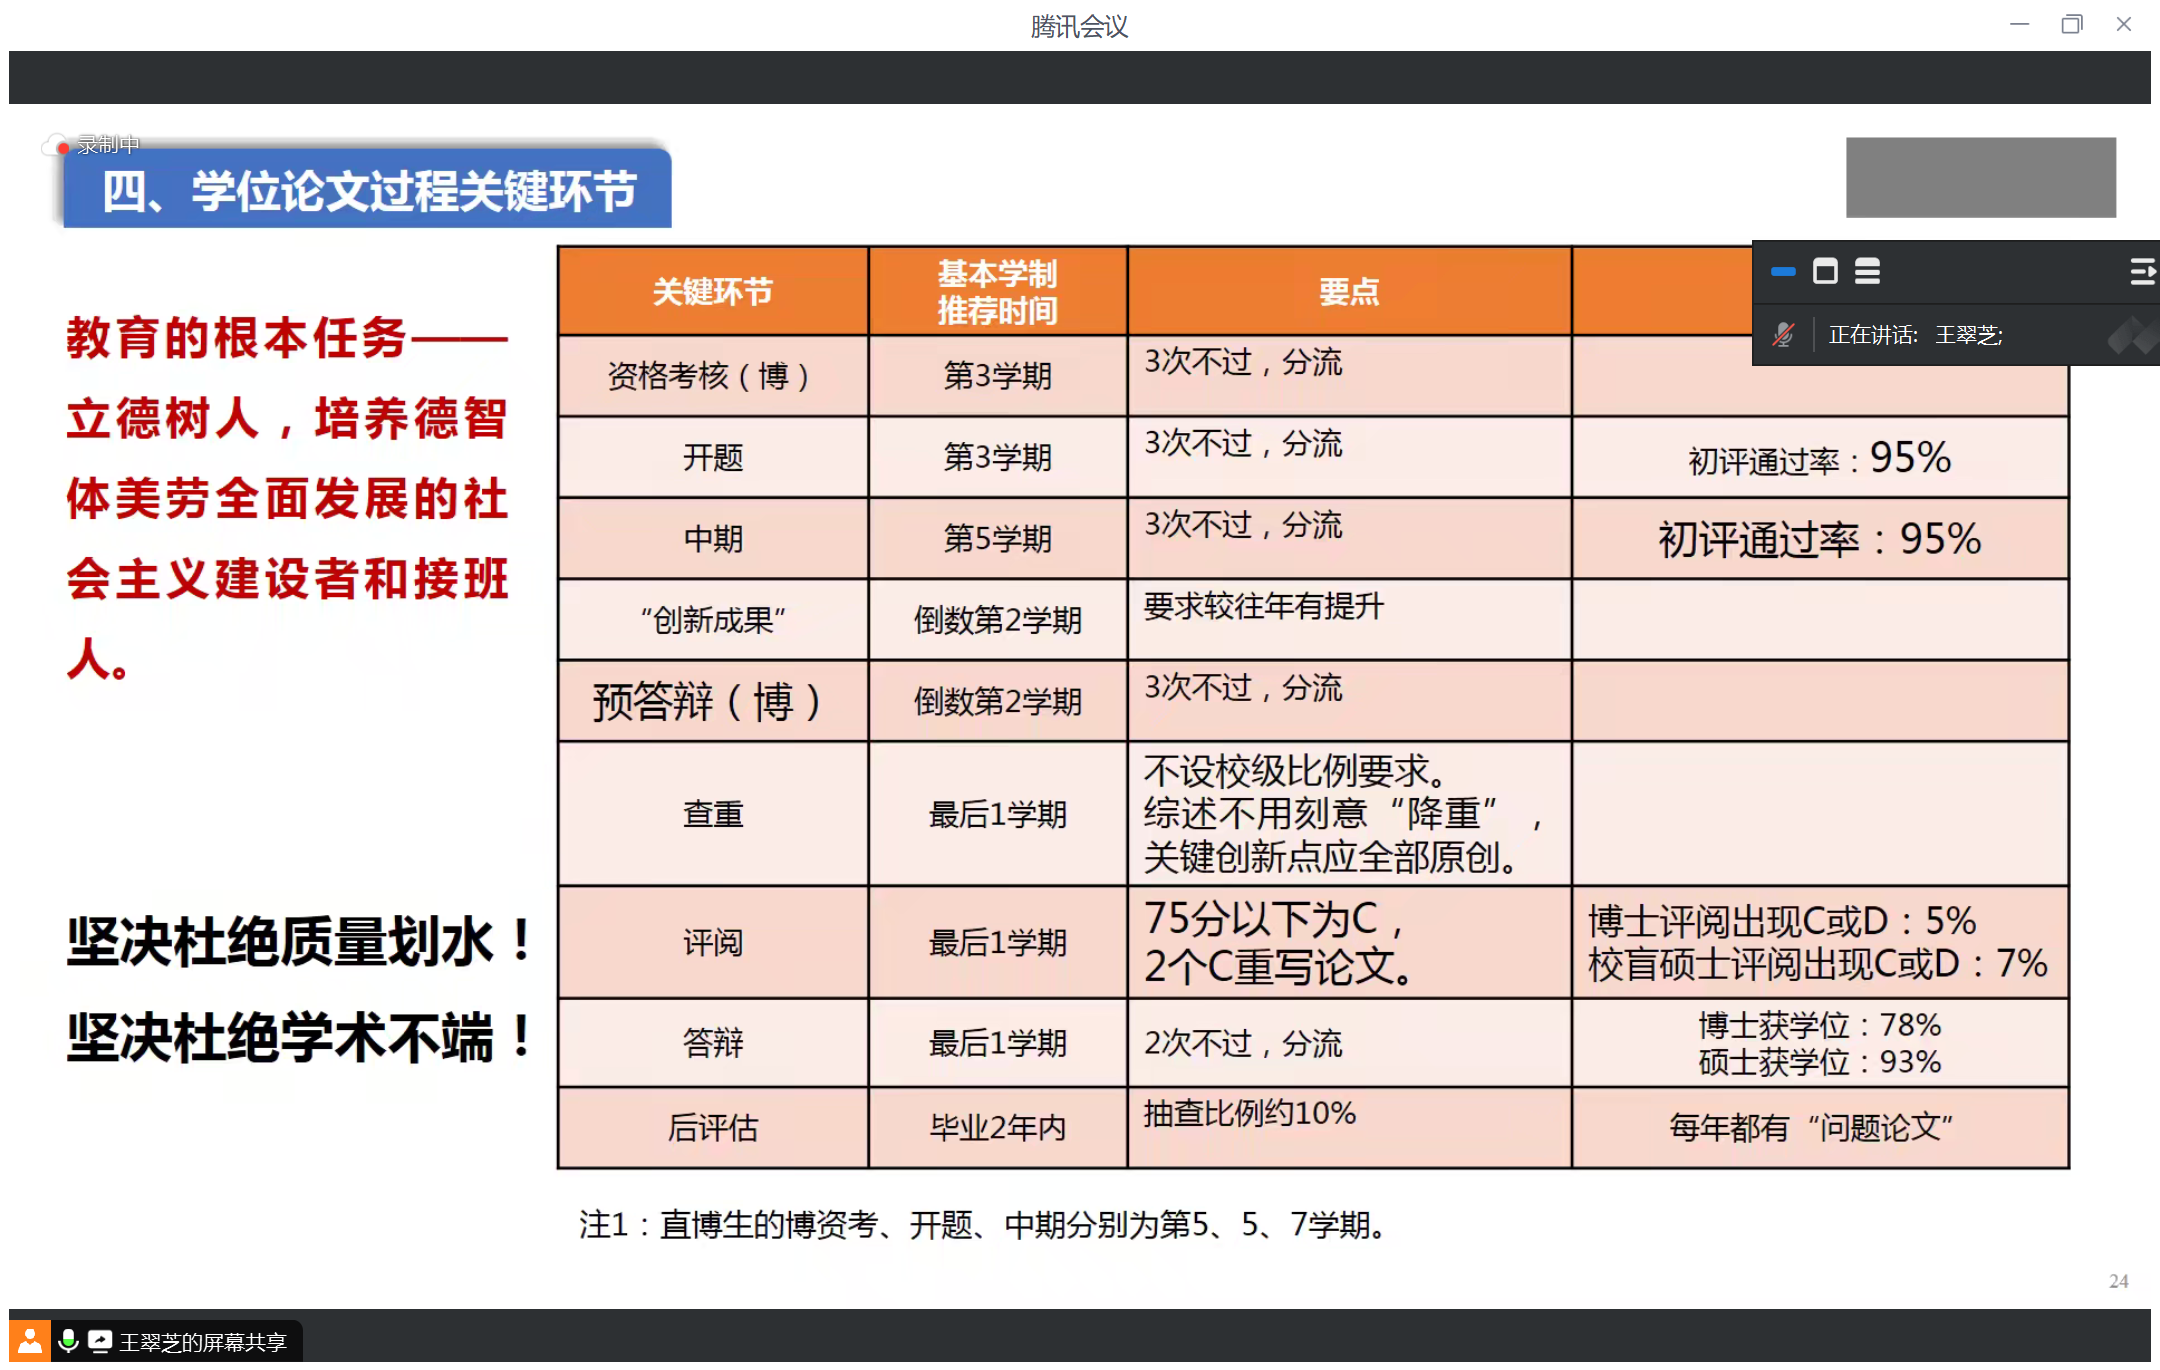 腾讯会议
录制中
四、学位论文过程关键环节
正在讲话: 王翠芝;
教育的根本任务——
立德树人，培养德智
体美劳全面发展的社
会主义建设者和接班
人。
坚决杜绝质量划水！
坚决杜绝学术不端！
关键环节 基本学制 要点
推荐时间
资格考核（博） 第3学期 3次不过，分流
开题 第3学期 3次不过，分流 初评通过率：95%
中期 第5学期 3次不过，分流 初评通过率：95%
“创新成果” 倒数第2学期 要求较往年有提升
预答辩（博） 倒数第2学期 3次不过，分流
查重 最后1学期 不设校级比例要求。
综述不用刻意“降重”，
关键创新点应全部原创。
评阅 最后1学期 75分以下为C， 博士评阅出现C或D：5%
2个C重写论文。 校盲硕士评阅出现C或D：7%
答辩 最后1学期 2次不过，分流 博士获学位：78%
硕士获学位：93%
后评估 毕业2年内 抽查比例约10% 每年都有“问题论文”
注1：直博生的博资考、开题、中期分别为第5、5、7学期。
24
王翠芝的屏幕共享